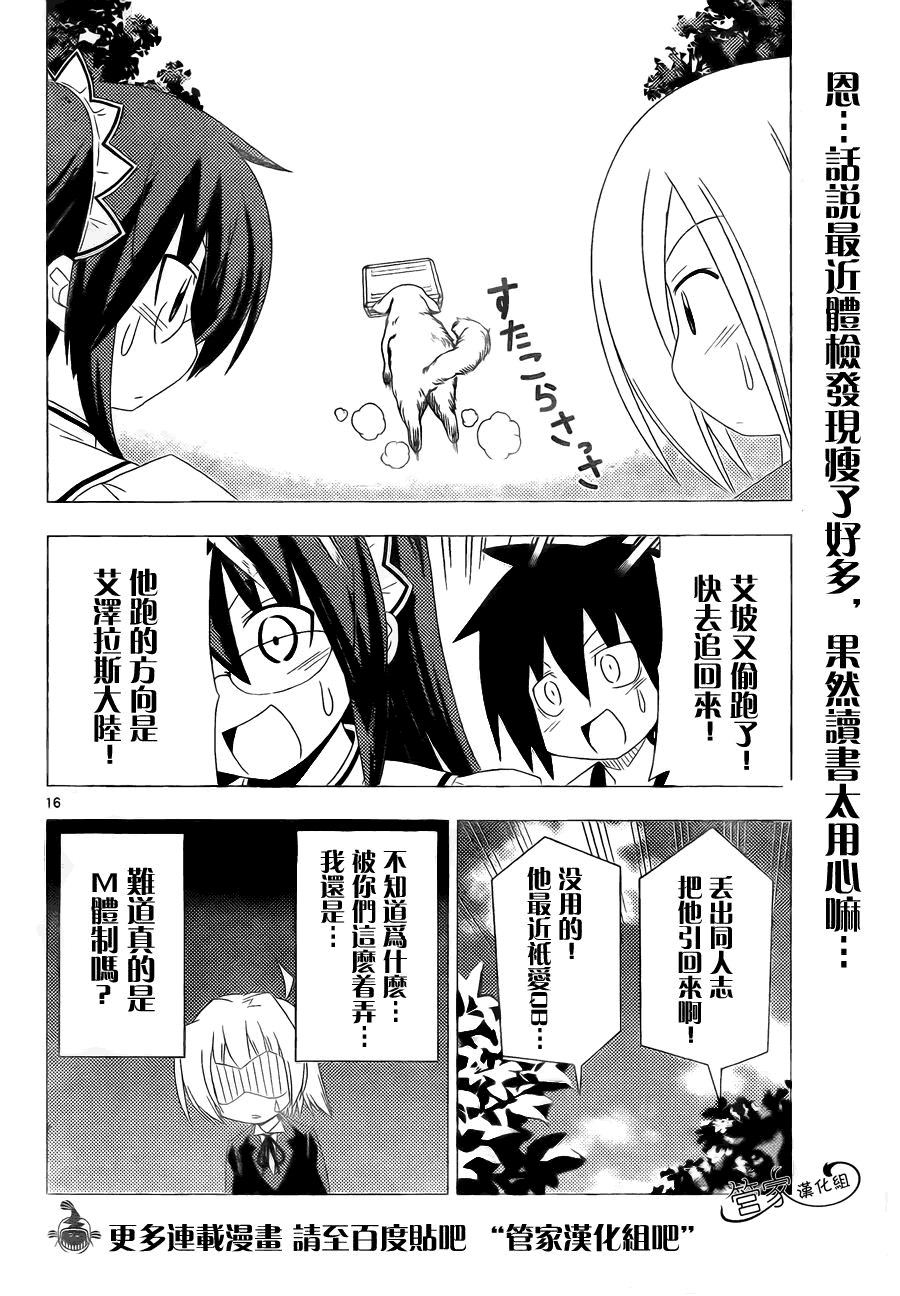 恩…話説最近體檢發現瘦了好多，果然讀書太用心嘛…
すたこらさっさ
艾坡又偷跑了！
快去追回來！
他跑的方向是
艾澤拉斯大陸！
16
丟出同人志
把他引回來啊！
没用的！
他最近衹愛QB…
不知道爲什麽…
被你們這麽着弄…
我還是…
難道真的是
M體制嗎？
管家漢化組
更多連載漫畫 請至百度貼吧 “管家漢化組吧”